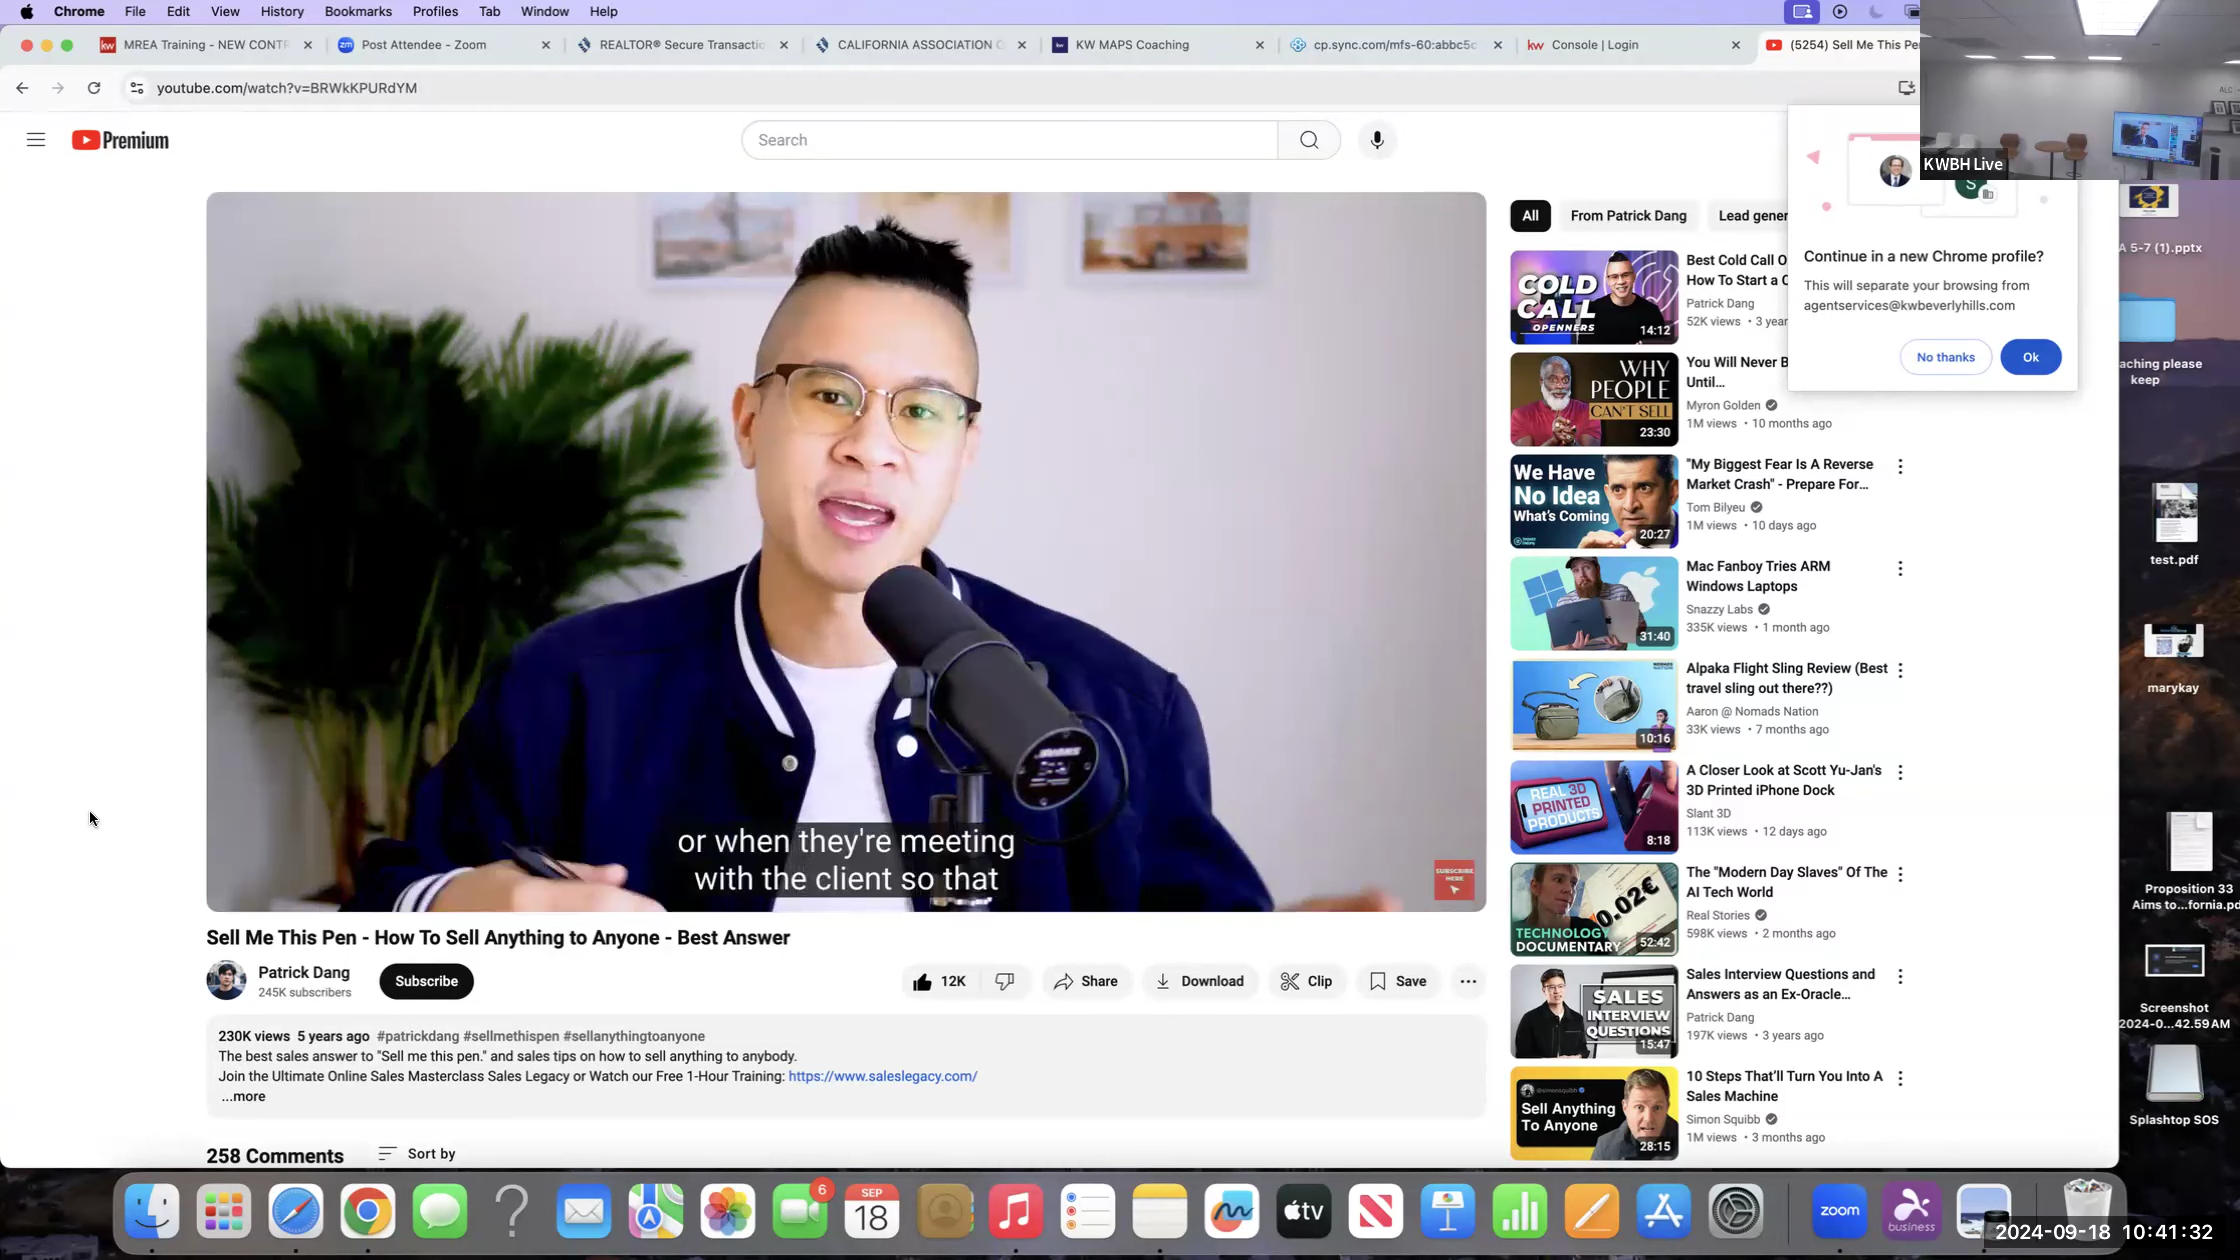 Chrome File Edit View History Bookmarks Profiles Tab Window Help
MREA Training - NEW CONT
Post Attendee - Zoom
REALTOR® Secure Transactio
CALIFORNIA ASSOCIATION
KW MAPS Coaching
cp.sync.com/mfs-60:abbc5c
Console | Login
(5254) Sell Me This Pe
youtube.com/watch?v=BRWkKPURdYM
Premium
Search
KWBH Live
Continue in a new Chrome profile?
This will separate your browsing from
agentservices@kwbeverlyhills.com
No thanks
Ok
or when they're meeting
with the client so that
SUBSCRIBE
HERE
Sell Me This Pen - How To Sell Anything to Anyone - Best Answer
Patrick Dang
245K subscribers
Subscribe
12K
Share
Download
Clip
Save
230K views 5 years ago #patrickdang #sellmethispen #sellanythingtoanyone
The best sales answer to "Sell me this pen." and sales tips on how to sell anything to anybody.
Join the Ultimate Online Sales Masterclass Sales Legacy or Watch our Free 1-Hour Training: https://www.saleslegacy.com/
...more
258 Comments
Sort by
All
From Patrick Dang
Lead gener
COLD
CALL
OPENNERS
14:12
Best Cold Call O
How To Start a C
Patrick Dang
52K views • 3 year
WHY
PEOPLE
CAN'T SELL
23:30
You Will Never B
Until...
Myron Golden
1M views • 10 months ago
We Have
No Idea
What's Coming
20:27
"My Biggest Fear Is A Reverse
Market Crash" - Prepare For...
Tom Bilyeu
1M views • 10 days ago
31:40
Mac Fanboy Tries ARM
Windows Laptops
Snazzy Labs
335K views • 1 month ago
10:16
Alpaka Flight Sling Review (Best
travel sling out there??)
Aaron @ Nomads Nation
33K views • 7 months ago
REAL 3D
PRINTED
PRODUCTS
8:18
A Closer Look at Scott Yu-Jan's
3D Printed iPhone Dock
Slant 3D
113K views • 12 days ago
0.02€
TECHNOLOGY
DOCUMENTARY
52:42
The "Modern Day Slaves" Of The
AI Tech World
Real Stories
598K views • 2 months ago
SALES
INTERVIEW
QUESTIONS
15:47
Sales Interview Questions and
Answers as an Ex-Oracle...
Patrick Dang
197K views • 3 years ago
@simonsquibb
Sell Anything
To Anyone
28:15
10 Steps That'll Turn You Into A
Sales Machine
Simon Squibb
1M views • 3 months ago
A 5-7 (1).pptx
aching please
keep
test.pdf
marykay
Proposition 33
Aims to...fornia.pd
Screenshot
2024-0...42.59 AM
Splashtop SOS
6
SEP
18
tv
zoom
business
2024-09-18 10:41:32